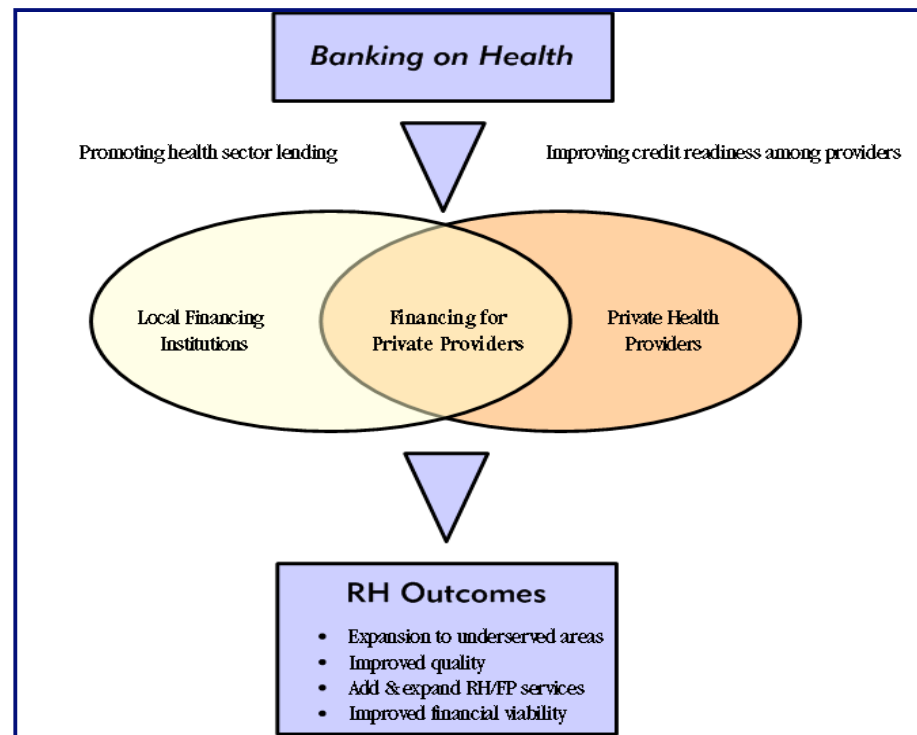 Banking on Health
Promoting health sector lending
Improving credit readiness among providers
Local Financing
Institutions
Financing for
Private Providers
Private Health
Providers
RH Outcomes
• Expansion to underserved areas
• Improved quality
• Add & expand RH/FP services
• Improved financial viability